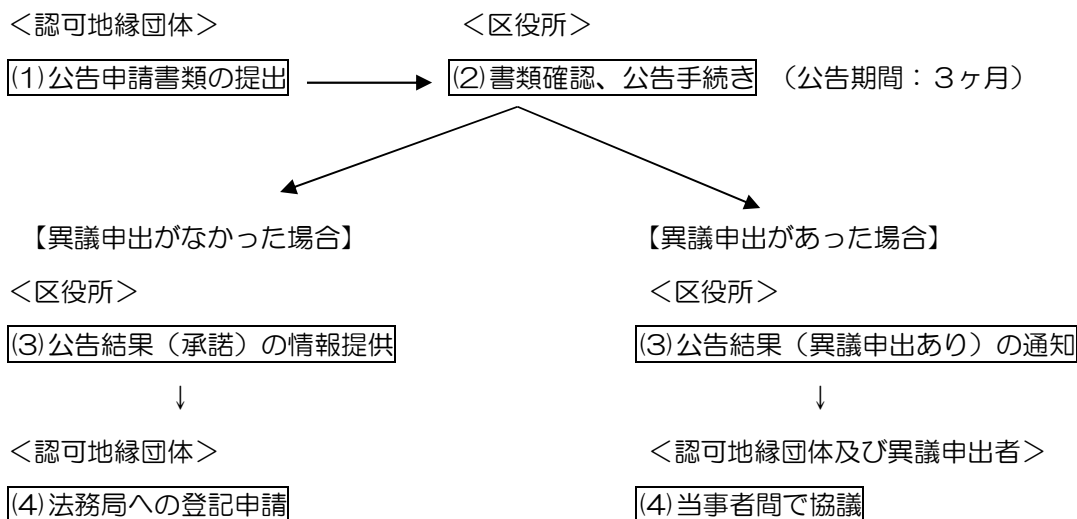 ＜認可地縁団体＞ ＜区役所＞
(1)公告申請書類の提出 (2)書類確認、公告手続き （公告期間：３ヶ月）
【異議申出がなかった場合】 【異議申出があった場合】
＜区役所＞ ＜区役所＞
(3)公告結果（承諾）の情報提供 (3)公告結果（異議申出あり）の通知
↓ ↓
＜認可地縁団体＞ ＜認可地縁団体及び異議申出者＞
(4)法務局への登記申請 (4)当事者間で協議